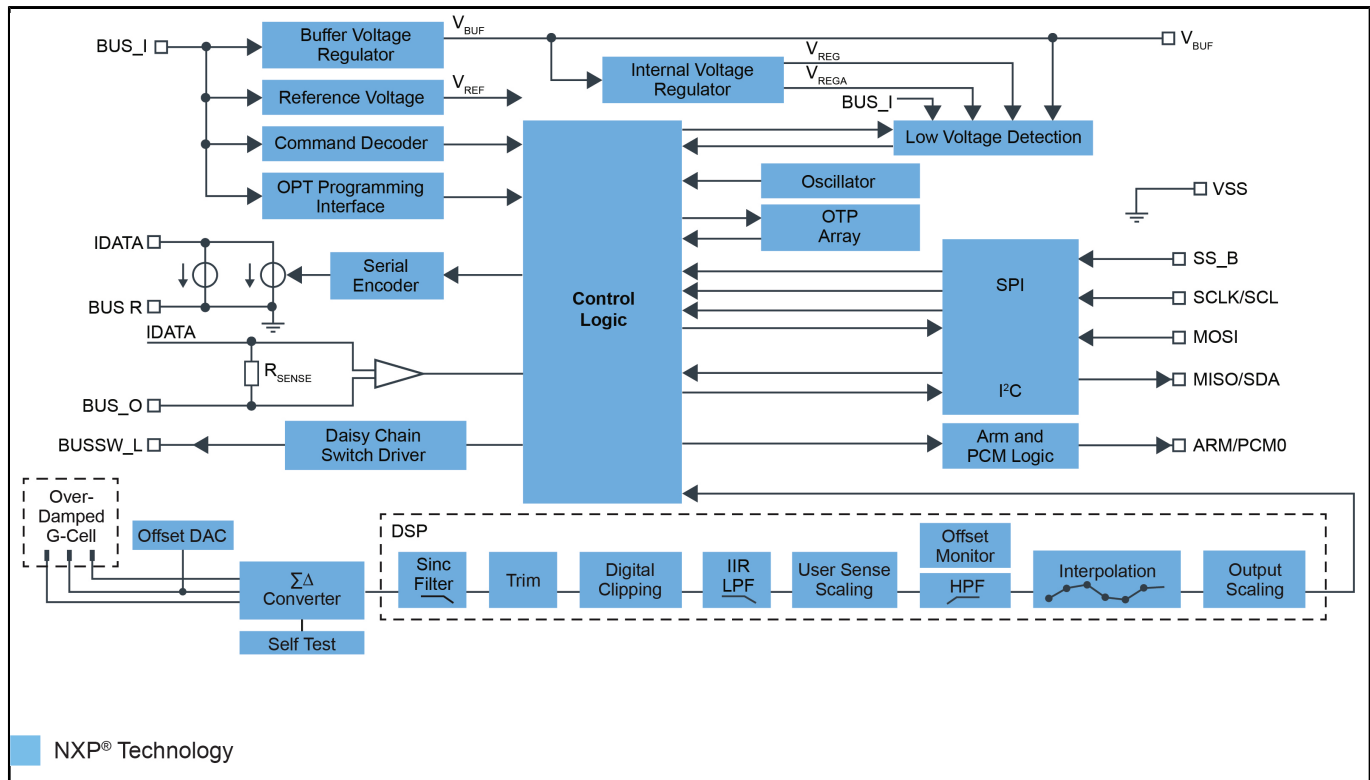 BUS_I
Buffer Voltage
Regulator
VBUF
VBUF
Reference Voltage
VREF
Internal Voltage
Regulator
VREG
VREGA
BUS_I
Low Voltage Detection
Command Decoder
OPT Programming
Interface
Oscillator
OTP
Array
VSS
IDATA
BUS R
Serial
Encoder
Control
Logic
SPI
I²C
SS_B
SCLK/SCL
MOSI
MISO/SDA
IDATA
RSENSE
BUS_O
BUSSW_L
Daisy Chain
Switch Driver
Arm and
PCM Logic
ARM/PCM0
Over-
Damped
G-Cell
Offset DAC
ΣΔ
Converter
Self Test
DSP
Sinc
Filter
Trim
Digital
Clipping
IIR
LPF
User Sense
Scaling
Offset
Monitor
HPF
Interpolation
Output
Scaling
NXP® Technology